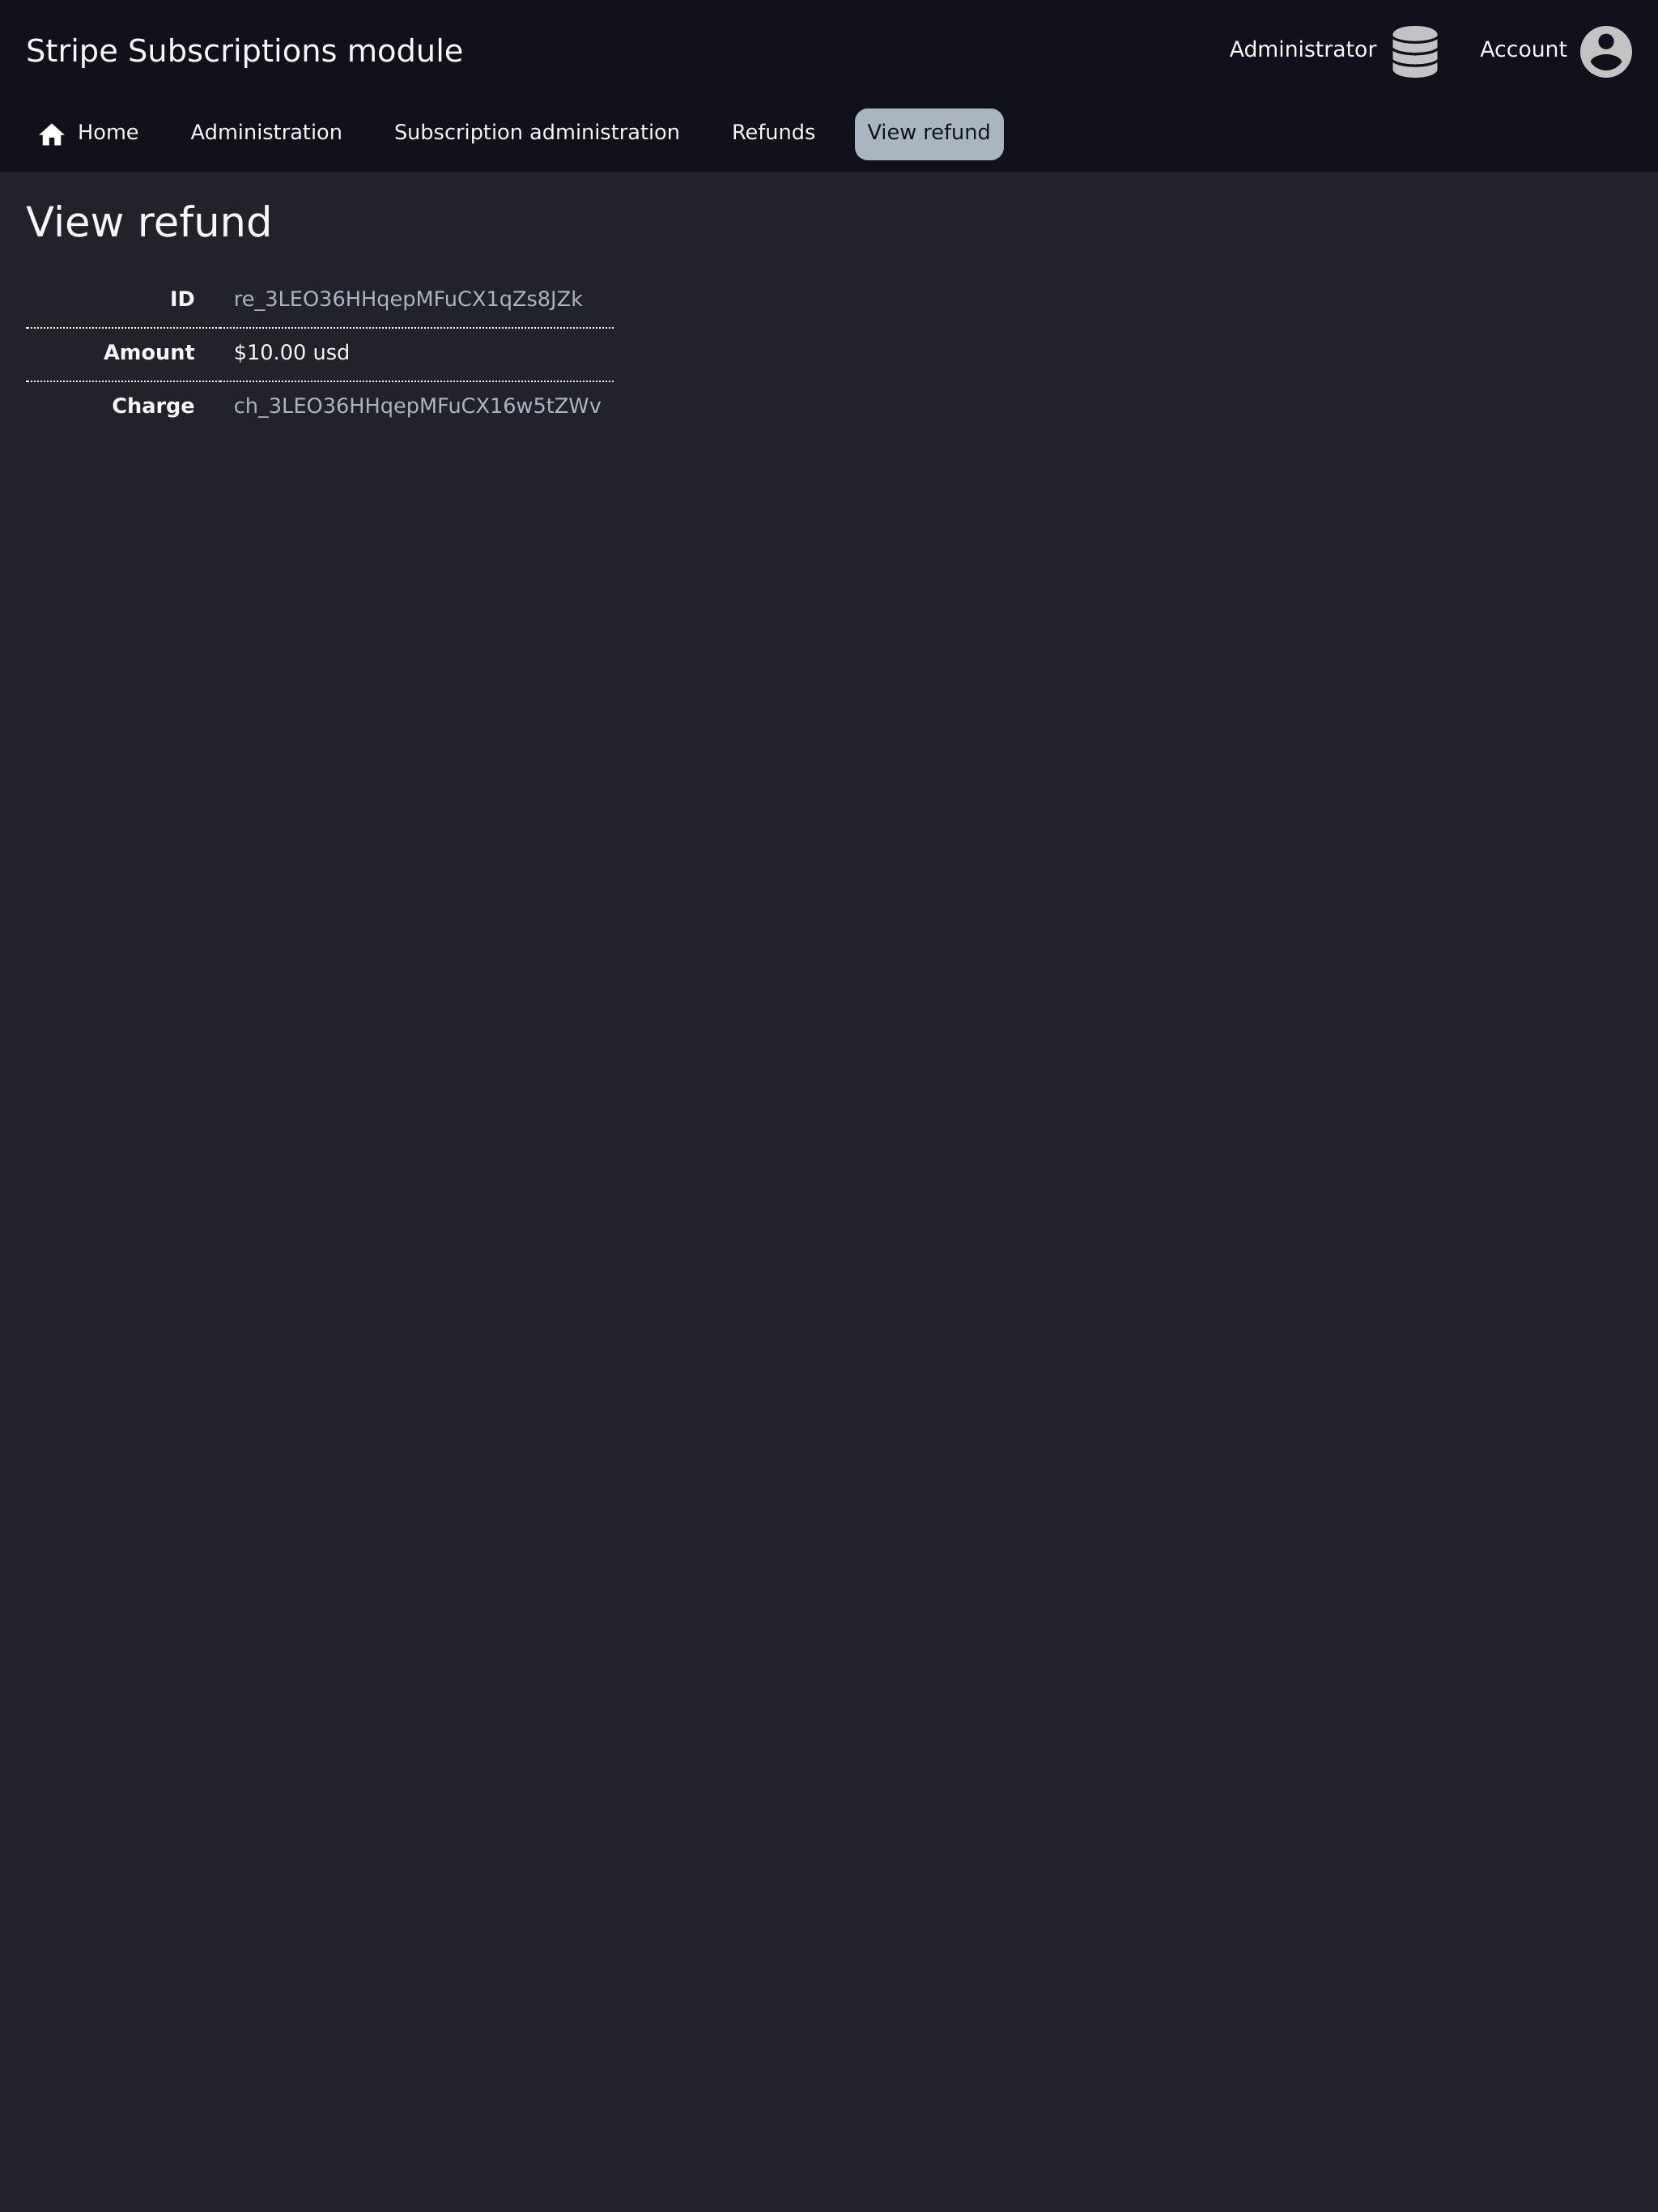 Stripe Subscriptions module
Administrator
Account
Home
Administration
Subscription administration
Refunds
View refund
View refund
ID re_3LEO36HHqepMFuCX1qZs8JZk
Amount $10.00 usd
Charge ch_3LEO36HHqepMFuCX16w5tZWv